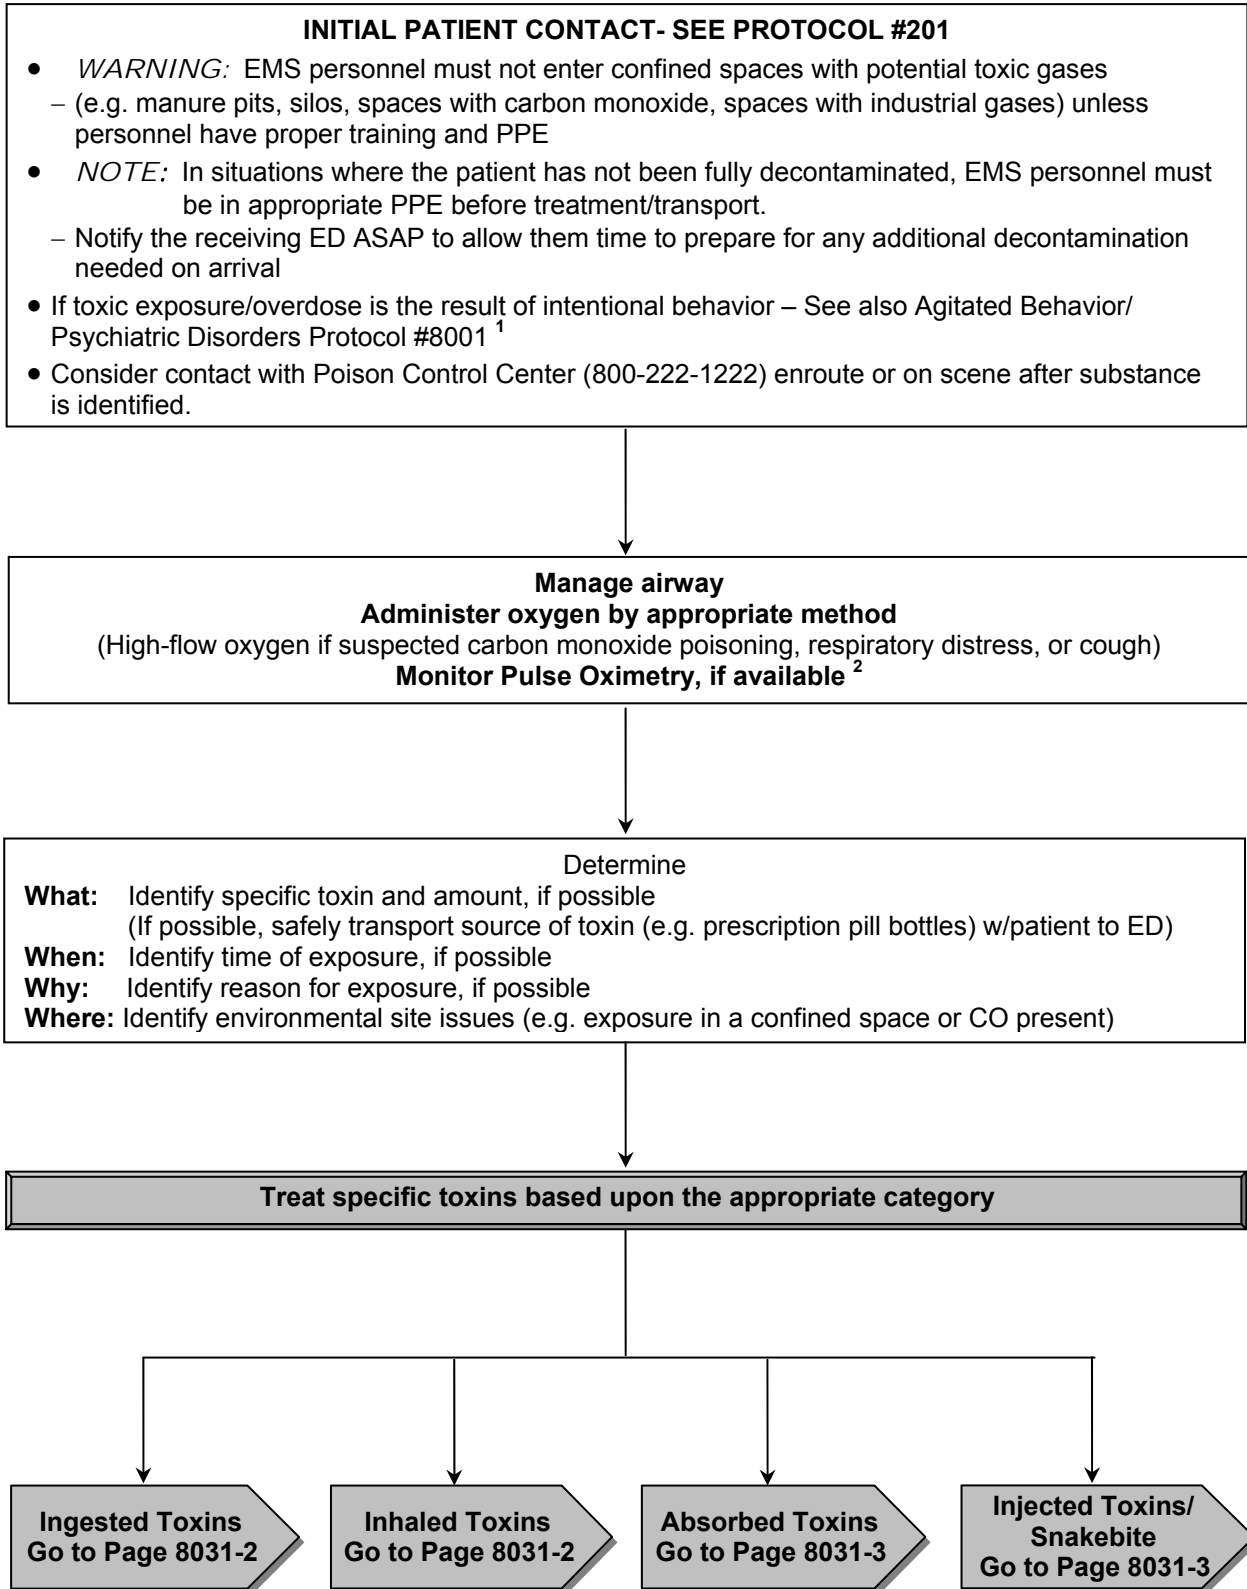 INITIAL PATIENT CONTACT- SEE PROTOCOL #201
• WARNING: EMS personnel must not enter confined spaces with potential toxic gases
– (e.g. manure pits, silos, spaces with carbon monoxide, spaces with industrial gases) unless
personnel have proper training and PPE
• NOTE: In situations where the patient has not been fully decontaminated, EMS personnel must
be in appropriate PPE before treatment/transport.
– Notify the receiving ED ASAP to allow them time to prepare for any additional decontamination
needed on arrival
• If toxic exposure/overdose is the result of intentional behavior – See also Agitated Behavior/
Psychiatric Disorders Protocol #8001 1
• Consider contact with Poison Control Center (800-222-1222) enroute or on scene after substance
is identified.
Manage airway
Administer oxygen by appropriate method
(High-flow oxygen if suspected carbon monoxide poisoning, respiratory distress, or cough)
Monitor Pulse Oximetry, if available 2
Determine
What: Identify specific toxin and amount, if possible
(If possible, safely transport source of toxin (e.g. prescription pill bottles) w/patient to ED)
When: Identify time of exposure, if possible
Why: Identify reason for exposure, if possible
Where: Identify environmental site issues (e.g. exposure in a confined space or CO present)
Treat specific toxins based upon the appropriate category
Ingested Toxins
Go to Page 8031-2
Inhaled Toxins
Go to Page 8031-2
Absorbed Toxins
Go to Page 8031-3
Injected Toxins/
Snakebite
Go to Page 8031-3